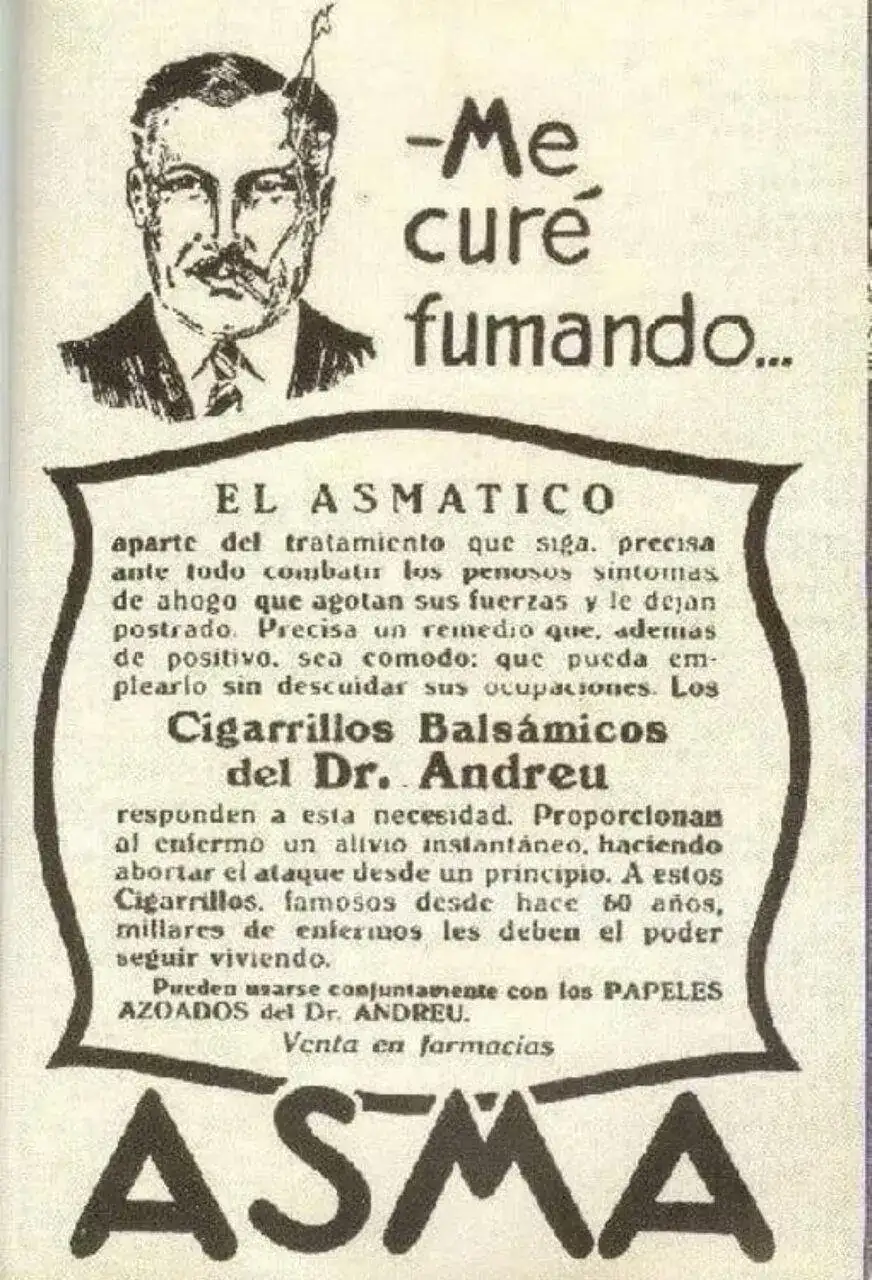 -Me
curé
fumando...
EL ASMATICO
aparte del tratamiento que siga, precisa
ante todo combatir los penosos sintomas
de ahogo que agotan sus fuerzas y le dejan
postrado. Precisa un remedio que, ademas
de positivo, sea comodo; que pueda em-
plearlo sin descuidar sus ocupaciones. Los
Cigarrillos Balsámicos
del Dr. Andreu
responden a esta necesidad. Proporcionan
al enfermo un alivio instantáneo, haciendo
abortar el ataque desde un principio. A estos
Cigarrillos, famosos desde hace 60 años,
millares de enfermos les deben el poder
seguir viviendo.
Pueden usarse conjuntamente con los PAPELES
AZOADOS del Dr. ANDREU.
Venta en farmacias
ASMA